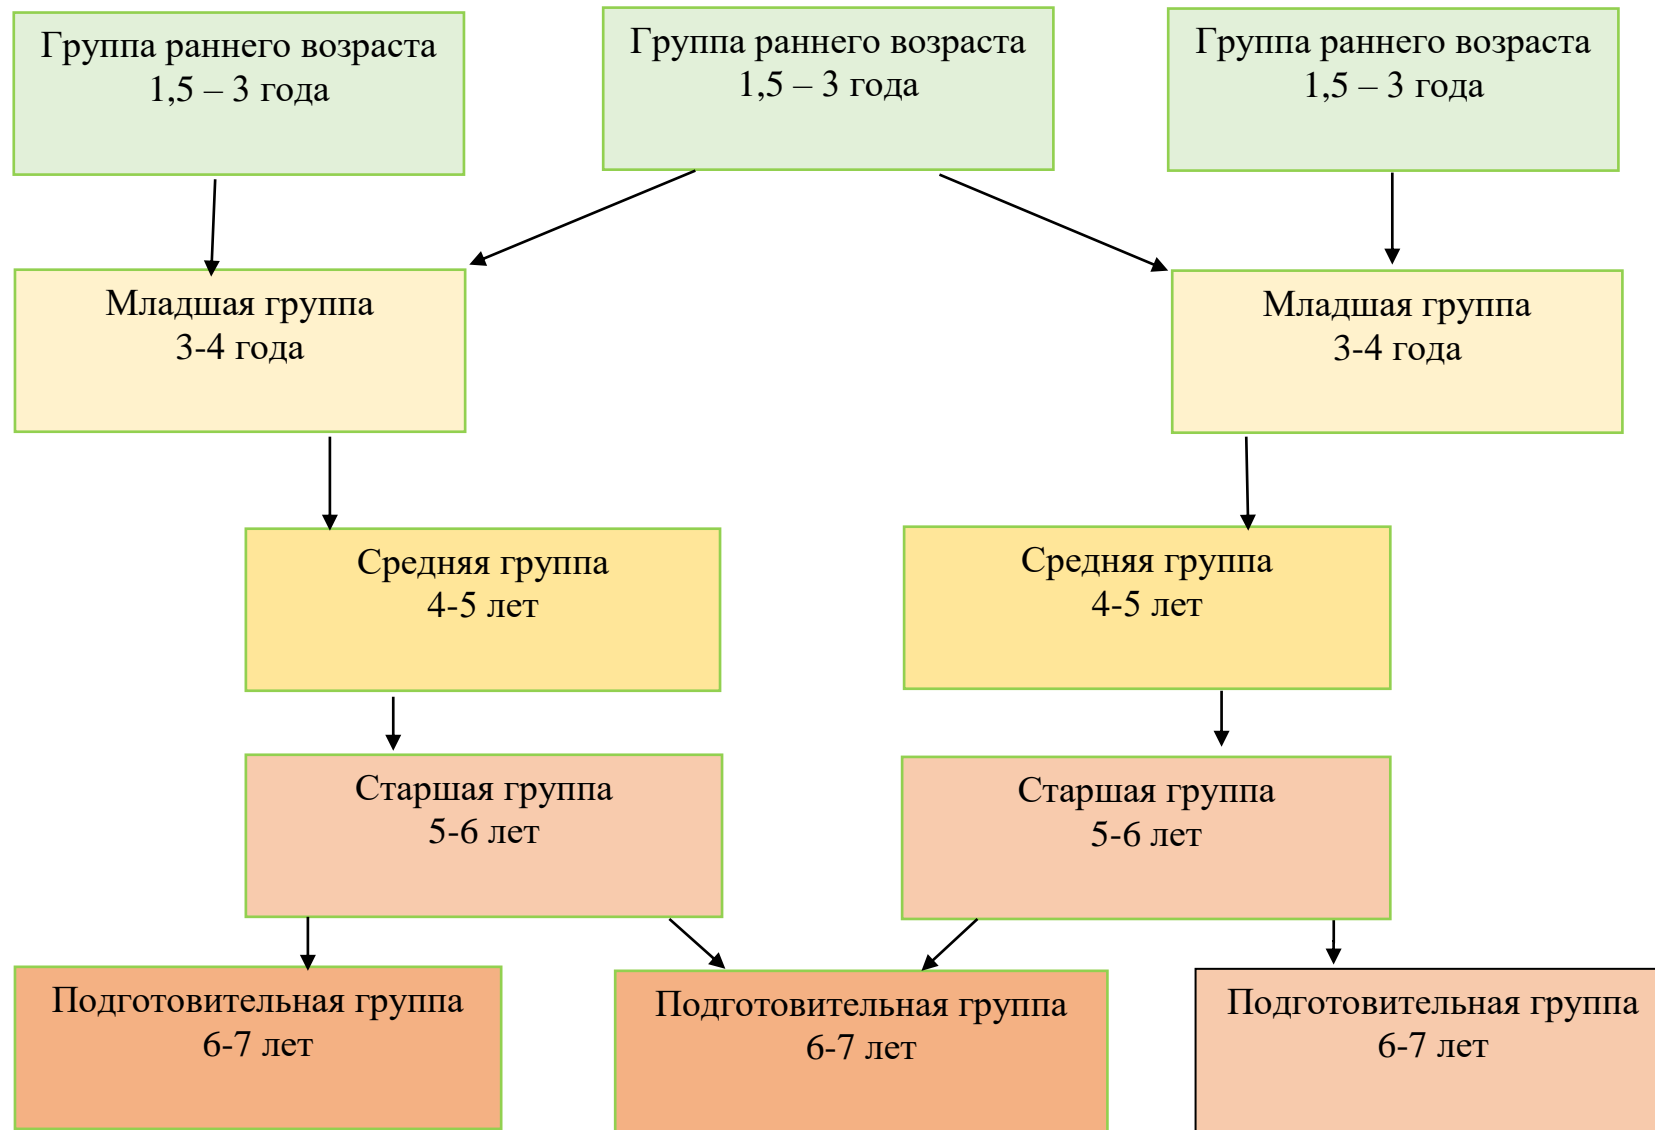 Группа раннего возраста
1,5 – 3 года
Группа раннего возраста
1,5 – 3 года
Группа раннего возраста
1,5 – 3 года
Младшая группа
3-4 года
Младшая группа
3-4 года
Средняя группа
4-5 лет
Средняя группа
4-5 лет
Старшая группа
5-6 лет
Старшая группа
5-6 лет
Подготовительная группа
6-7 лет
Подготовительная группа
6-7 лет
Подготовительная группа
6-7 лет